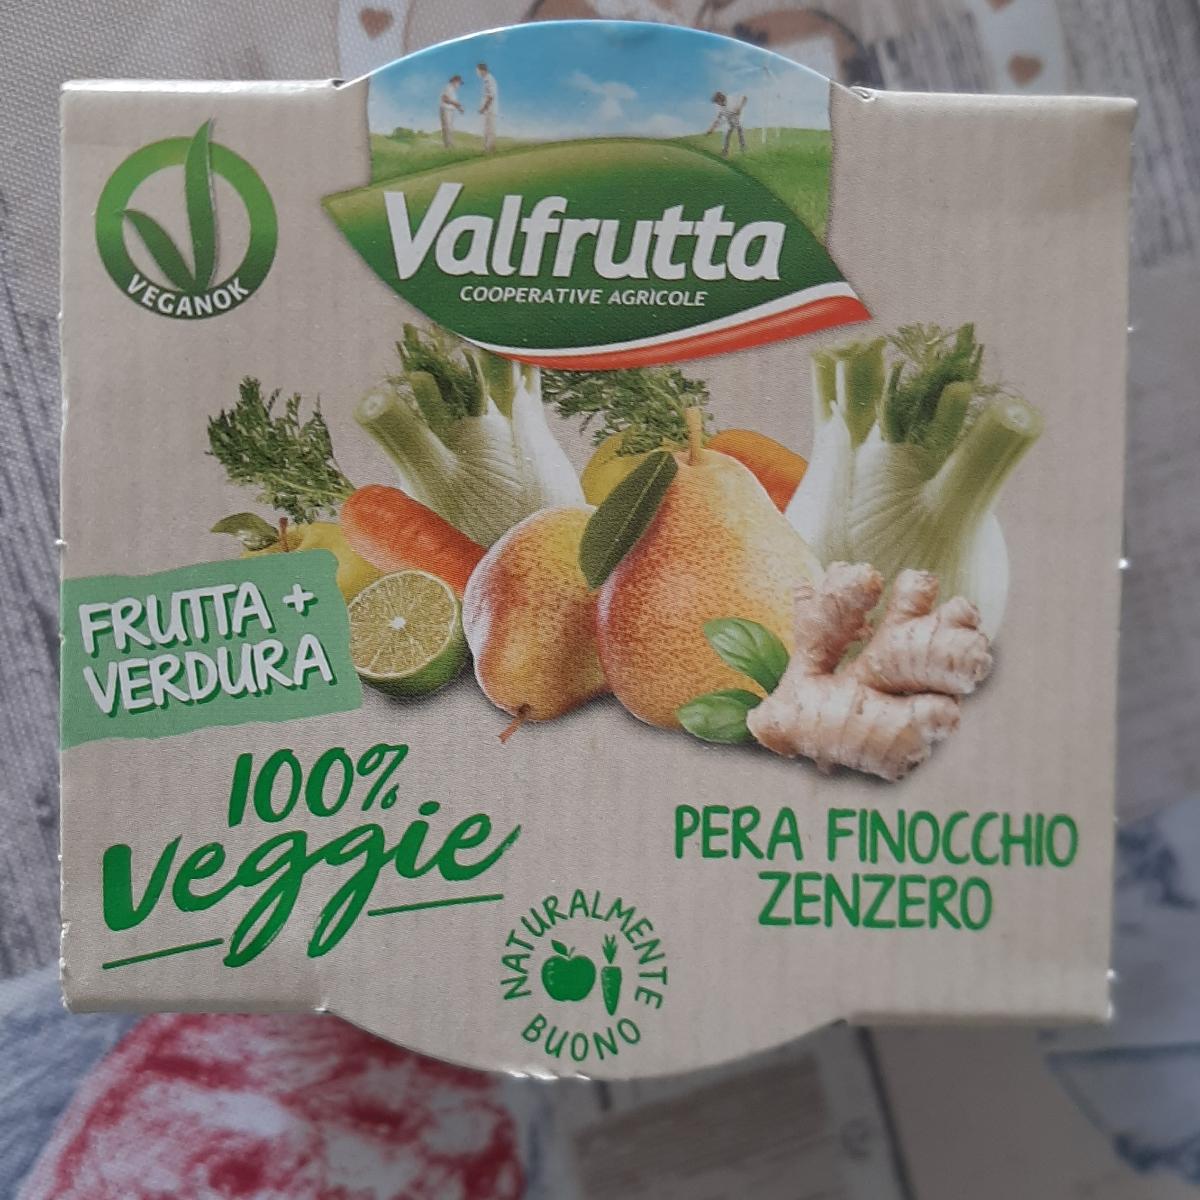 Valfrutta
COOPERATIVE AGRICOLE
VEGANOK
FRUTTA +
VERDURA
100%
Veggie
PERA FINOCCHIO
ZENZERO
NATURALMENTE
BUONO